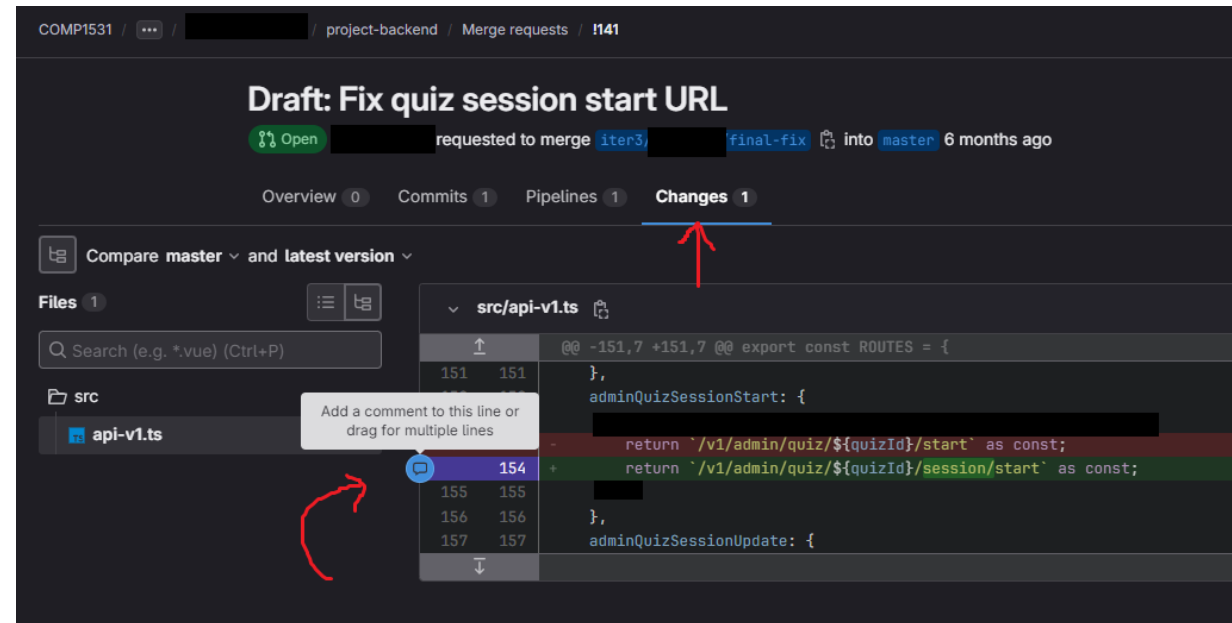 COMP1531 / ... / / project-backend / Merge requests / !141
Draft: Fix quiz session start URL
Open requested to merge iter3/ /final-fix into master 6 months ago
Overview 0 Commits 1 Pipelines 1 Changes 1
Compare master and latest version
Files 1
Search (e.g. *.vue) (Ctrl+P)
src
api-v1.ts
src/api-v1.ts
@@ -151,7 +151,7 @@ export const ROUTES = {
151 151 },
adminQuizSessionStart: {
Add a comment to this line or
drag for multiple lines
- return `/v1/admin/quiz/${quizId}/start` as const;
154 + return `/v1/admin/quiz/${quizId}/session/start` as const;
155 155
156 156 },
157 157 adminQuizSessionUpdate: {